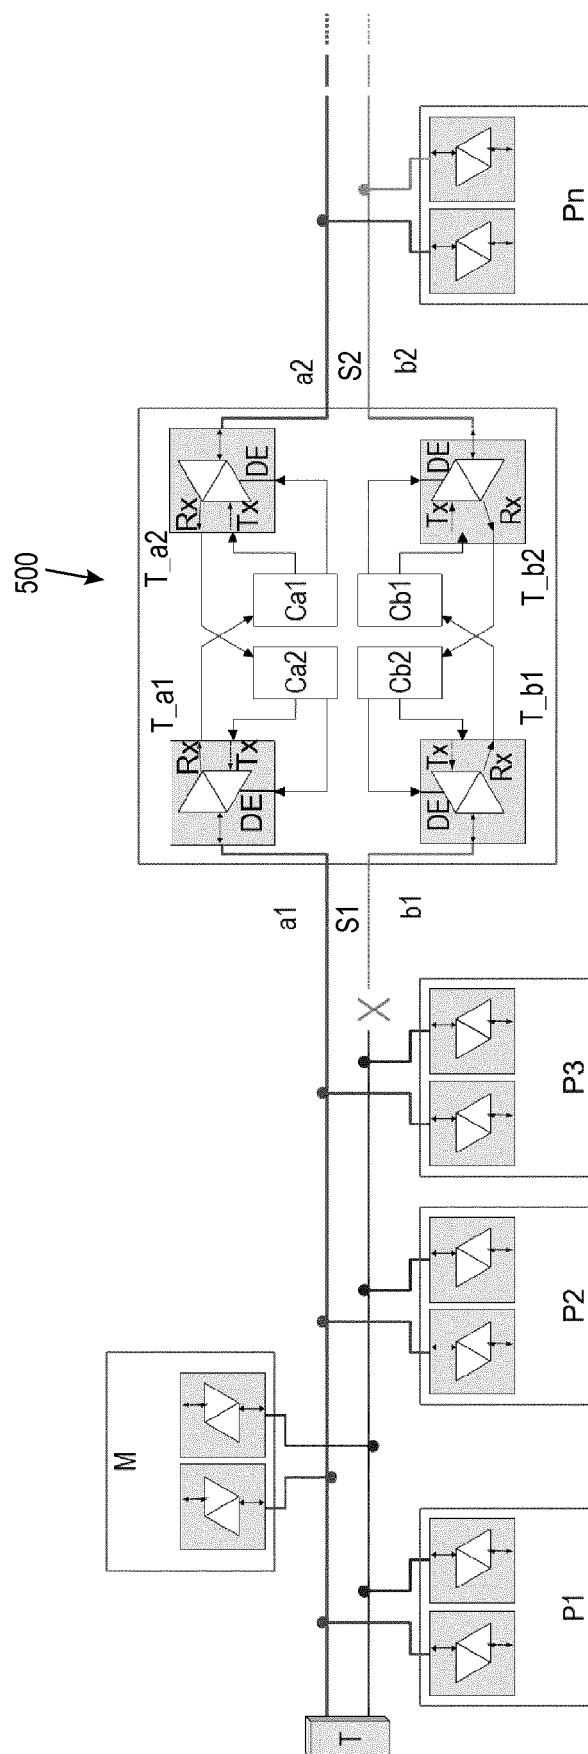 500
a2
S2
b2
Pn
T_a2
T_a1
Rx
Tx
DE
Rx
Tx
DE
Ca1
Ca2
Cb1
Cb2
Tx
DE
Rx
Tx
DE
Rx
T_b2
T_b1
a1
S1
b1
M
T
P1
P2
P3